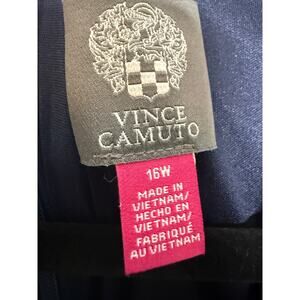 VINCE
CAMUTO
16W
MADE IN
VIETNAM/
HECHO EN
VIETNAM/
FABRIQUÉ
AU VIETNAM